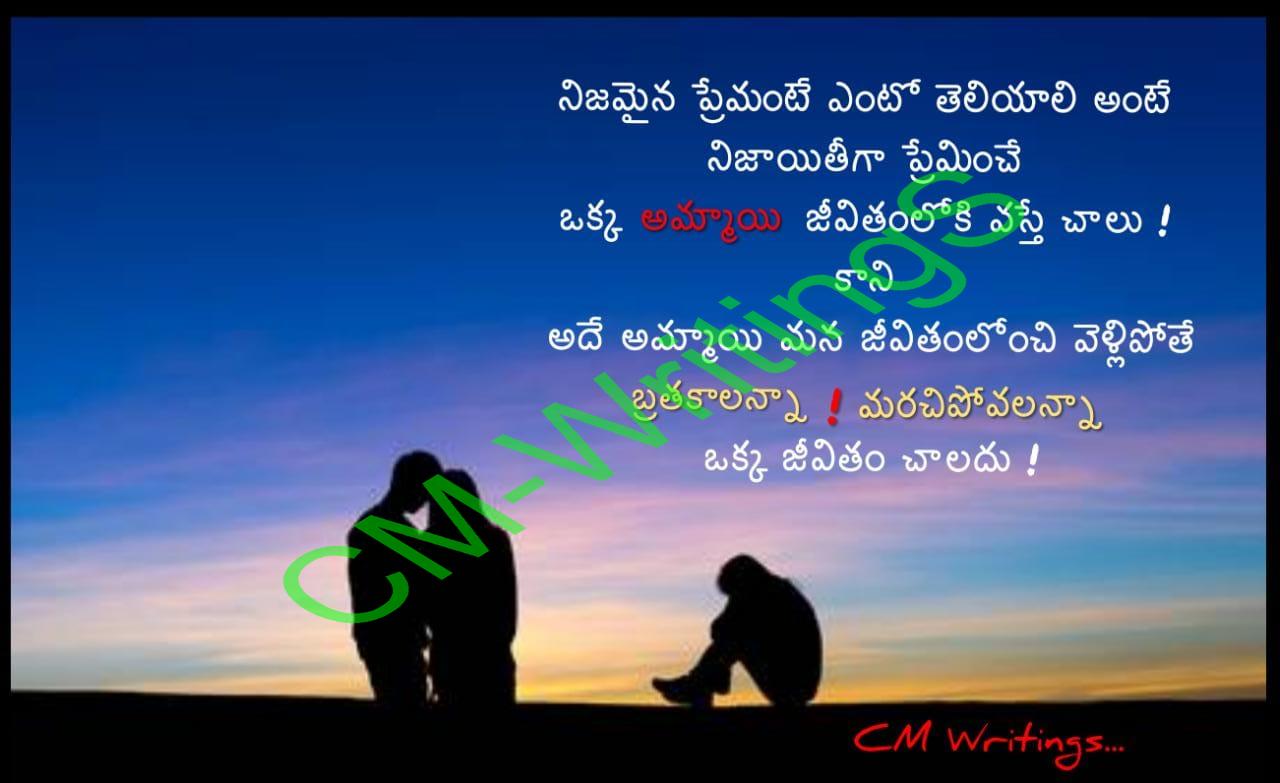 నిజమైన ప్రేమంటే ఎంటో తెలియాలి అంటే
నిజాయితీగా ప్రేమించే
ఒక్క అమ్మాయి జీవితంలోకి వస్తే చాలు !
కాని
అదే అమ్మాయి మన జీవితంలోంచి వెళ్లిపోతే
బ్రతకాలన్నా ! మరచిపోవలన్నా
ఒక్క జీవితం చాలదు !
CM-WritingS
CM Writings...